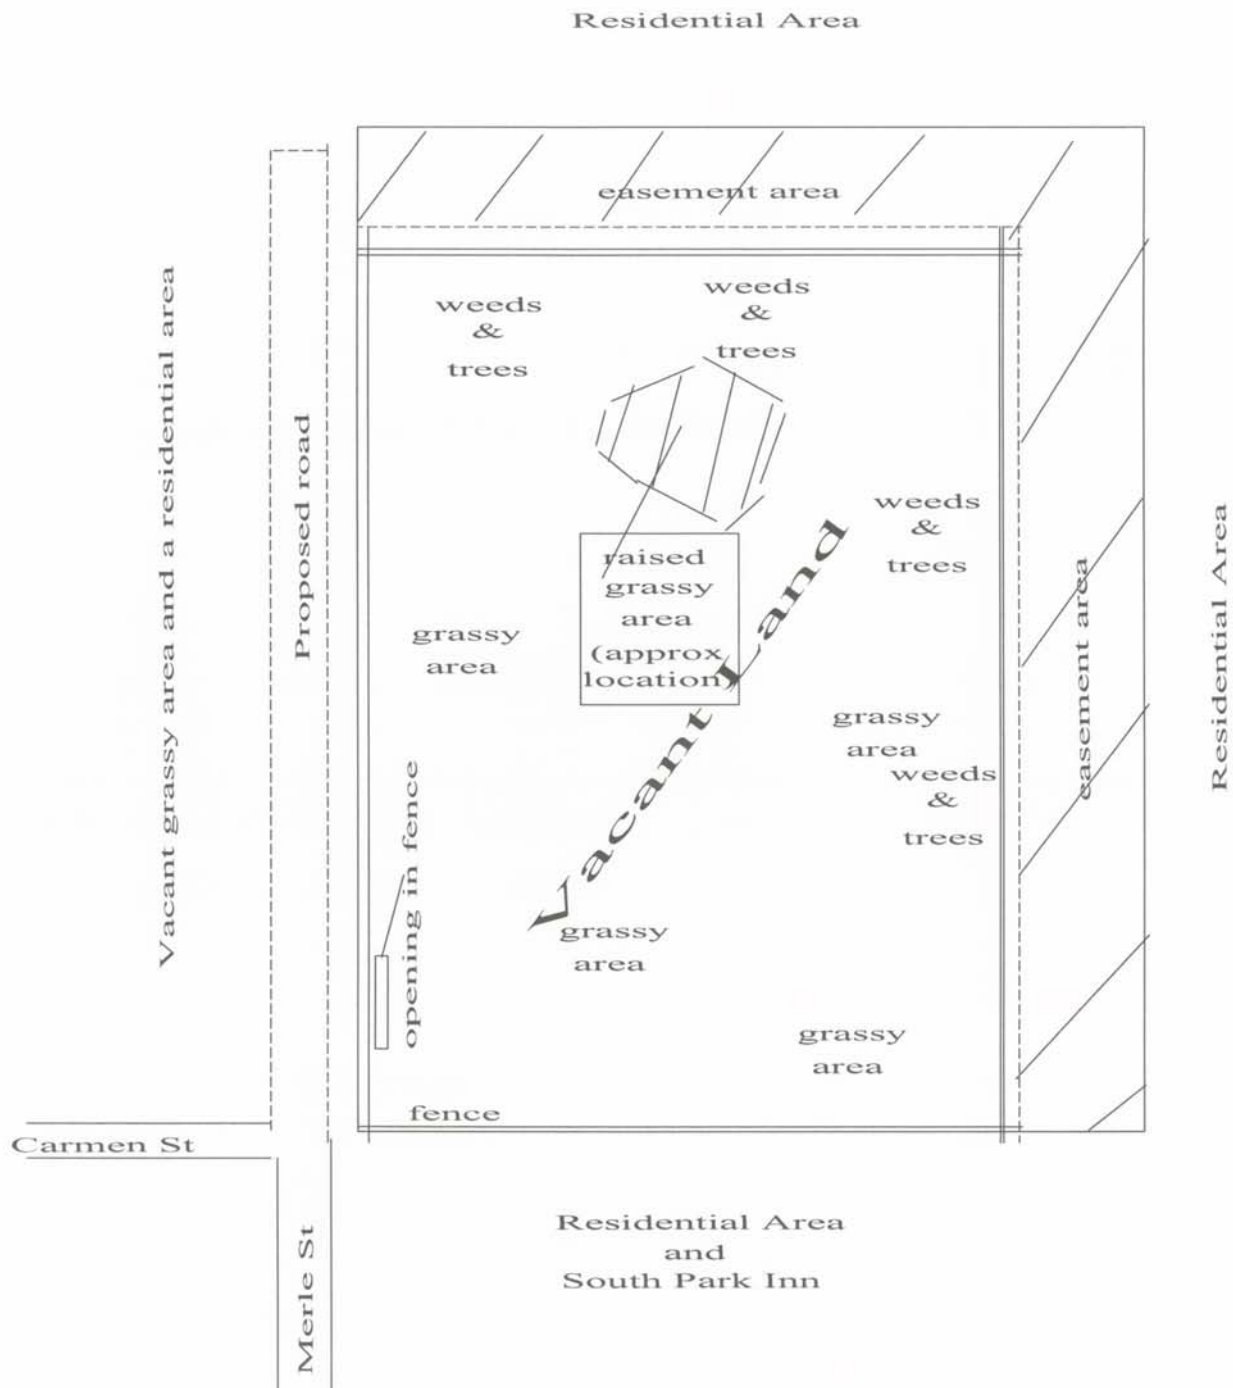 Residential Area
easement area
weeds
&
trees
weeds
&
trees
Vacant grassy area and a residential area
Proposed road
weeds
&
trees
raised
grassy
area
(approx
location)
grassy
area
Vacant Land
easement area
Residential Area
grassy
area
weeds
&
trees
opening in fence
grassy
area
grassy
area
fence
Carmen St
Merle St
Residential Area
and
South Park Inn